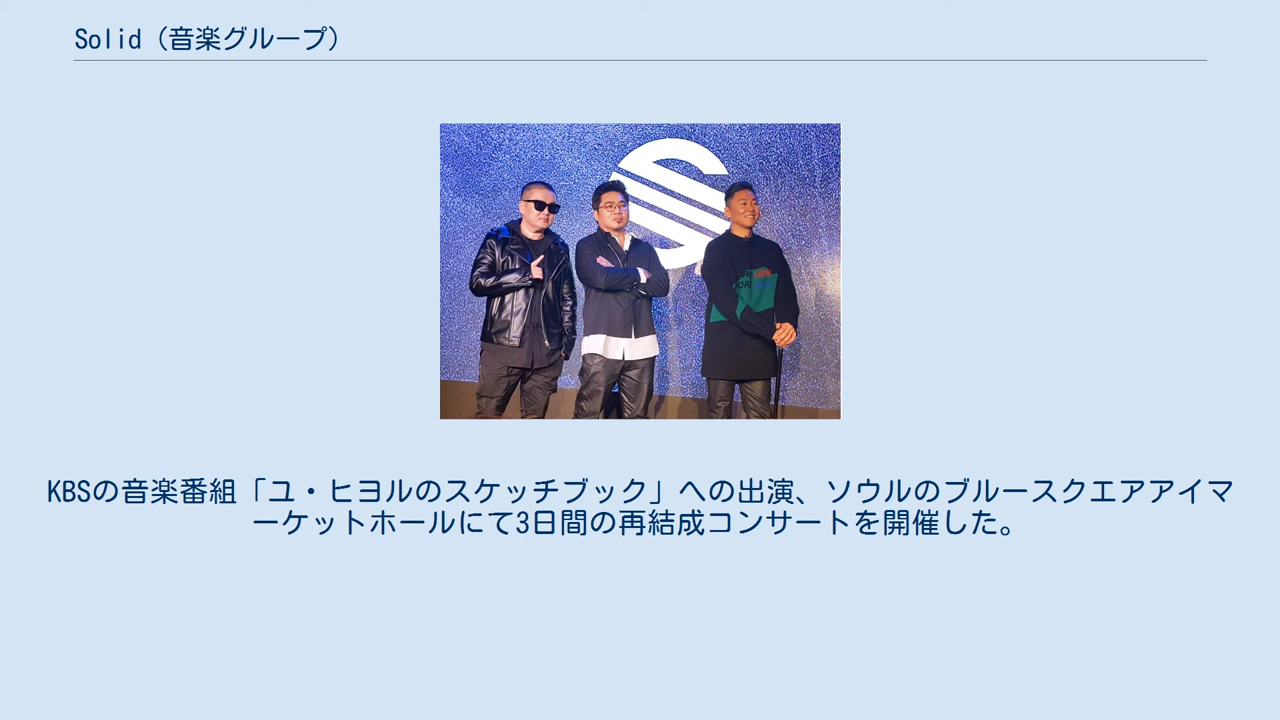 Solid（音楽グループ）
KBSの音楽番組「ユ・ヒヨルのスケッチブック」への出演、ソウルのブルースクエアアイマ
ーケットホールにて3日間の再結成コンサートを開催した。